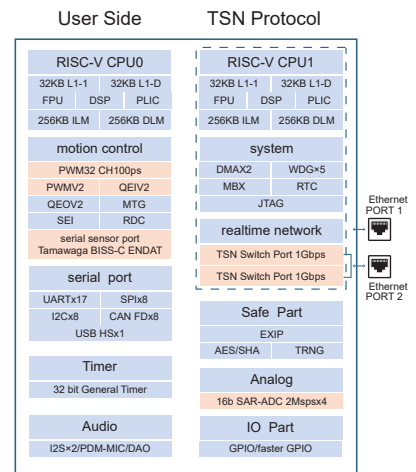 User Side
TSN Protocol
RISC-V CPU0
32KB L1-1 32KB L1-D
FPU DSP PLIC
256KB ILM 256KB DLM
motion control
PWM32 CH100ps
PWMV2 QEIV2
QEOV2 MTG
SEI RDC
serial sensor port
Tamawaga BISS-C ENDAT
serial port
UARTx17 SPIx8
I2Cx8 CAN FDx8
USB HSx1
Timer
32 bit General Timer
Audio
I2S×2/PDM-MIC/DAO
RISC-V CPU1
32KB L1-1 32KB L1-D
FPU DSP PLIC
256KB ILM 256KB DLM
system
DMAX2 WDG×5
MBX RTC
JTAG
realtime network
TSN Switch Port 1Gbps
TSN Switch Port 1Gbps
Safe Part
EXIP
AES/SHA TRNG
Analog
16b SAR-ADC 2Mspsx4
IO Part
GPIO/faster GPIO
Ethernet
PORT 1
Ethernet
PORT 2